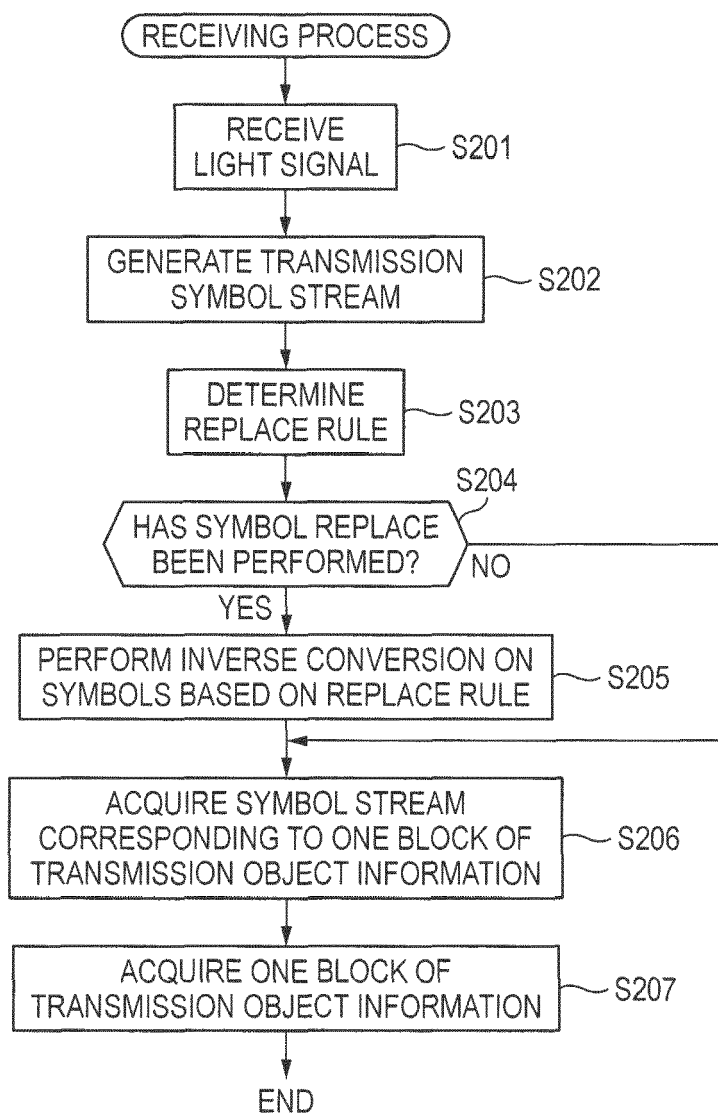 RECEIVING PROCESS
RECEIVE
LIGHT SIGNAL
S201
GENERATE TRANSMISSION
SYMBOL STREAM
S202
DETERMINE
REPLACE RULE
S203
S204
HAS SYMBOL REPLACE
BEEN PERFORMED?
NO
YES
PERFORM INVERSE CONVERSION ON
SYMBOLS BASED ON REPLACE RULE
S205
ACQUIRE SYMBOL STREAM
CORRESPONDING TO ONE BLOCK OF
TRANSMISSION OBJECT INFORMATION
S206
ACQUIRE ONE BLOCK OF
TRANSMISSION OBJECT INFORMATION
S207
END